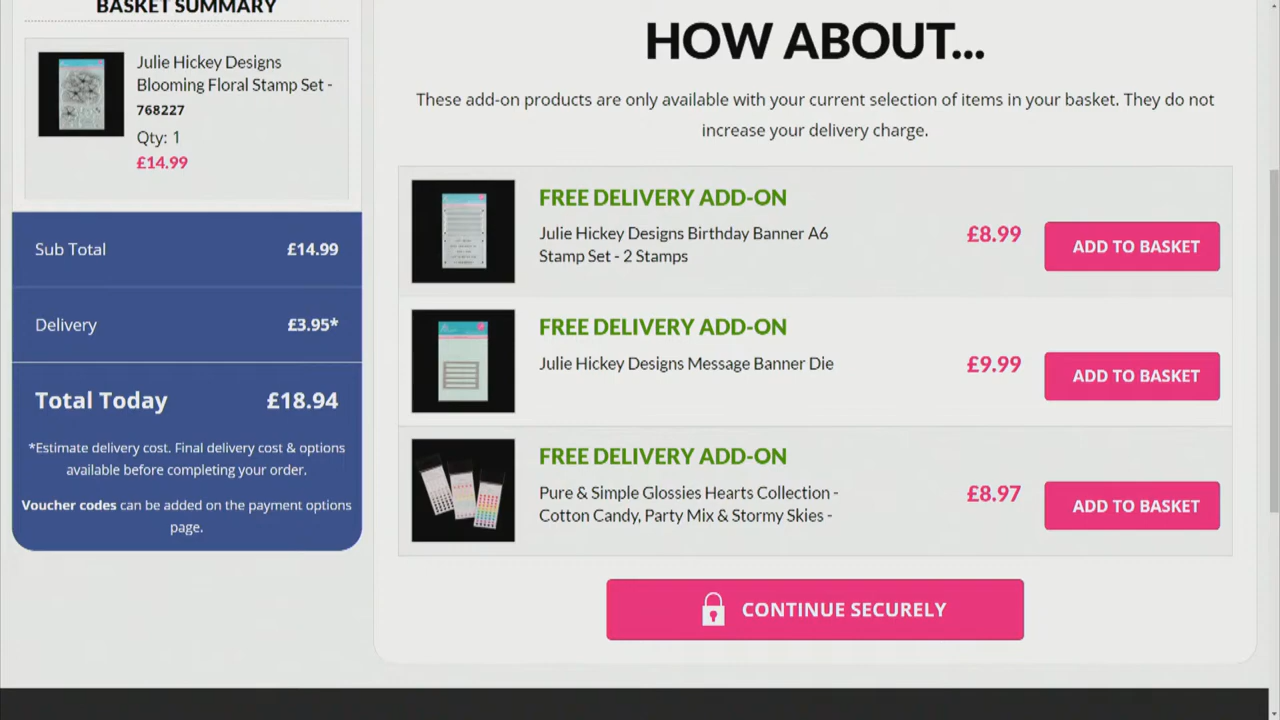 BASKET SUMMARY
Julie Hickey Designs
Blooming Floral Stamp Set -
768227
Qty: 1
£14.99
Sub Total £14.99
Delivery £3.95*
Total Today £18.94
*Estimate delivery cost. Final delivery cost & options
available before completing your order.
Voucher codes can be added on the payment options
page.
HOW ABOUT...
These add-on products are only available with your current selection of items in your basket. They do not
increase your delivery charge.
FREE DELIVERY ADD-ON
Julie Hickey Designs Birthday Banner A6
Stamp Set - 2 Stamps
£8.99
ADD TO BASKET
FREE DELIVERY ADD-ON
Julie Hickey Designs Message Banner Die
£9.99
ADD TO BASKET
FREE DELIVERY ADD-ON
Pure & Simple Glossies Hearts Collection -
Cotton Candy, Party Mix & Stormy Skies -
£8.97
ADD TO BASKET
CONTINUE SECURELY